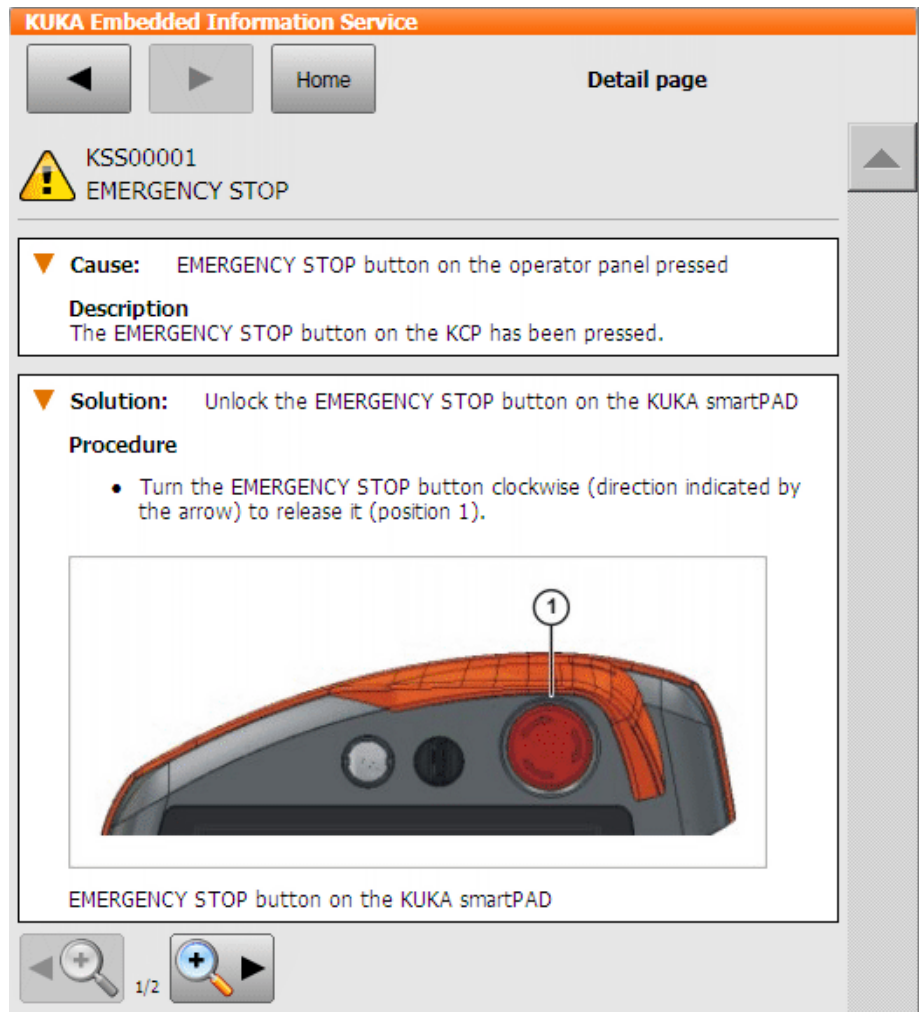 KUKA Embedded Information Service
Home
Detail page
KSS00001
EMERGENCY STOP
Cause: EMERGENCY STOP button on the operator panel pressed
Description
The EMERGENCY STOP button on the KCP has been pressed.
Solution: Unlock the EMERGENCY STOP button on the KUKA smartPAD
Procedure
• Turn the EMERGENCY STOP button clockwise (direction indicated by
the arrow) to release it (position 1).
1
EMERGENCY STOP button on the KUKA smartPAD
1/2